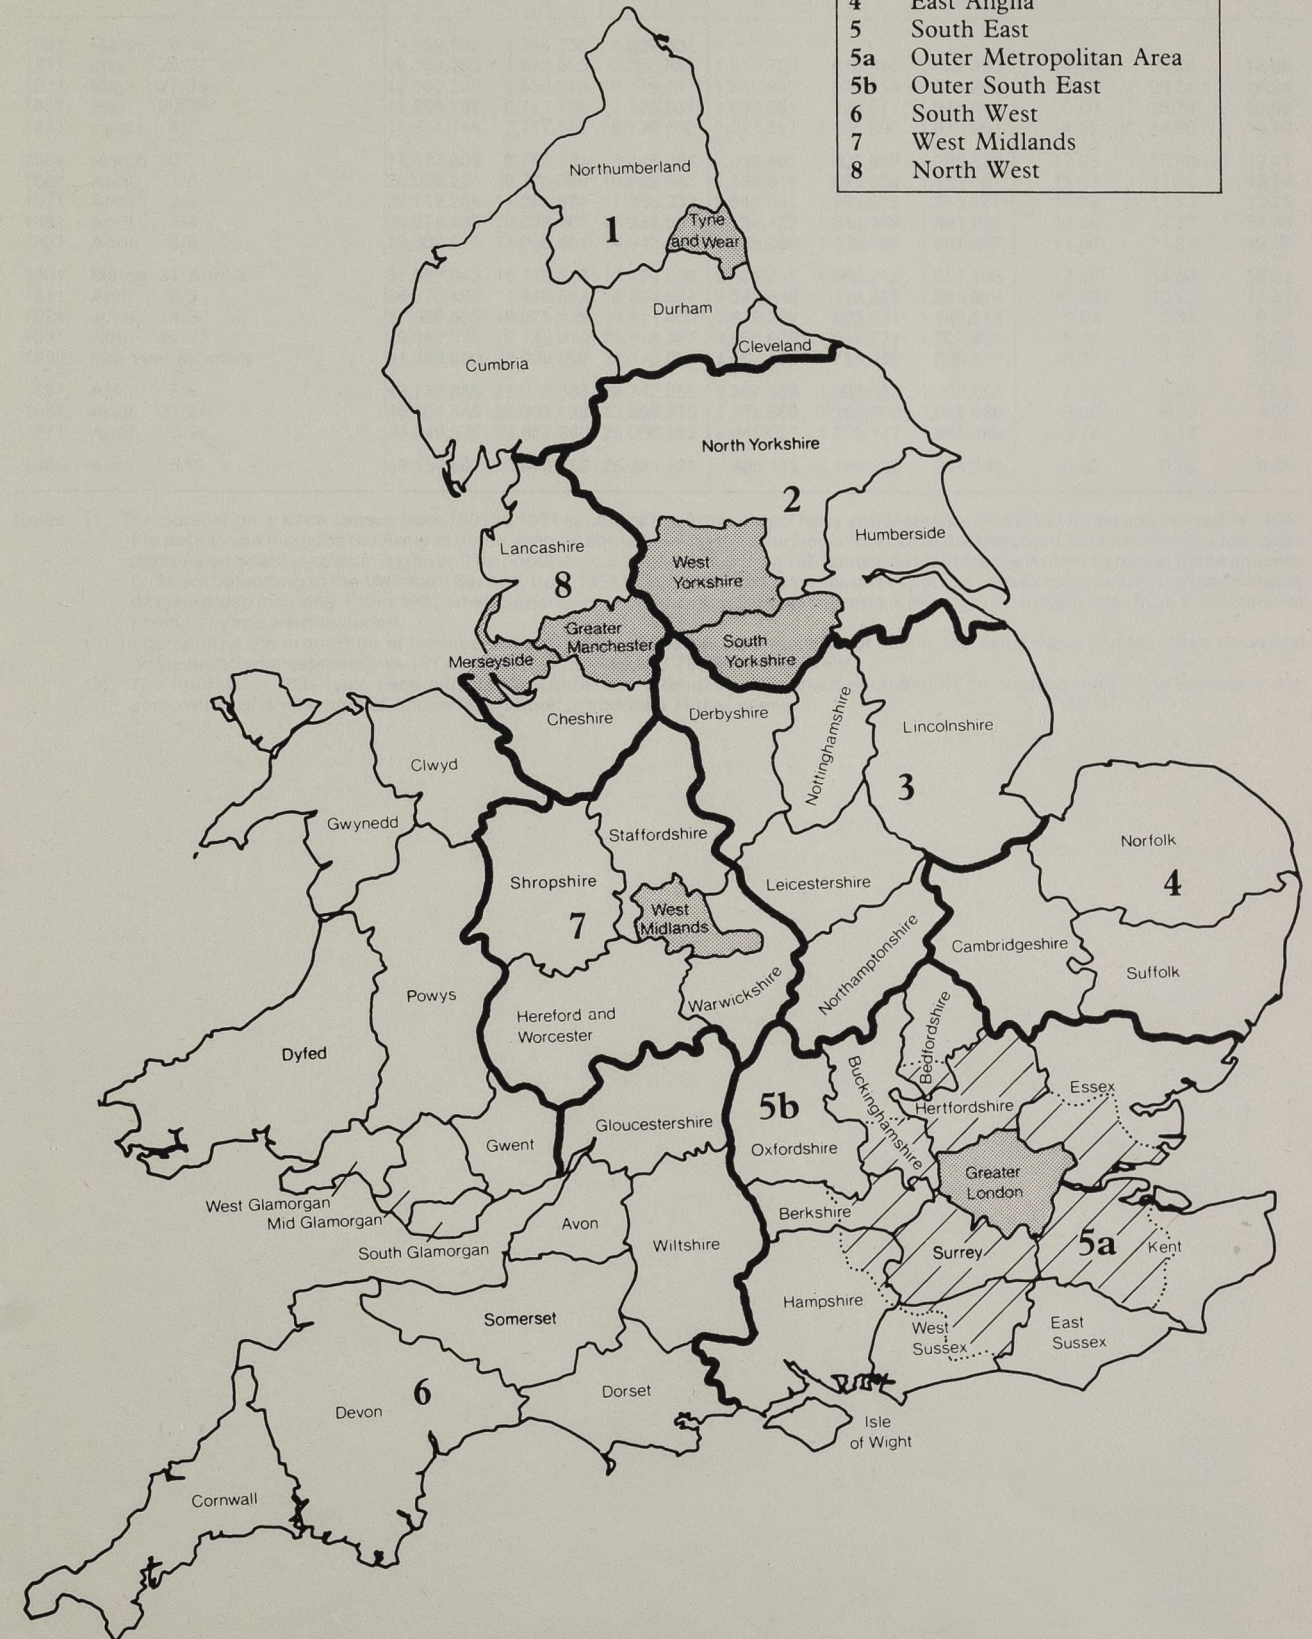 4 East Anglia
5 South East
5a Outer Metropolitan Area
5b Outer South East
6 South West
7 West Midlands
8 North West
Northumberland
1
Tyne
and Wear
Durham
Cleveland
Cumbria
North Yorkshire
2
Humberside
Lancashire
8
West
Yorkshire
Greater
Manchester
South
Yorkshire
Merseyside
Cheshire
Derbyshire
Nottinghamshire
Lincolnshire
3
Clwyd
Gwynedd
Staffordshire
Norfolk
4
Shropshire
7
Leicestershire
West
Midlands
Northamptonshire
Cambridgeshire
Suffolk
Powys
Warwickshire
Hereford and
Worcester
Dyfed
Bedfordshire
Buckinghamshire
Essex
5b
Hertfordshire
Gloucestershire
Gwent
Oxfordshire
Greater
London
West Glamorgan
Mid Glamorgan
South Glamorgan
Avon
Berkshire
Wiltshire
Surrey
5a
Kent
Hampshire
Somerset
West
Sussex
East
Sussex
6
Devon
Dorset
Isle
of Wight
Cornwall